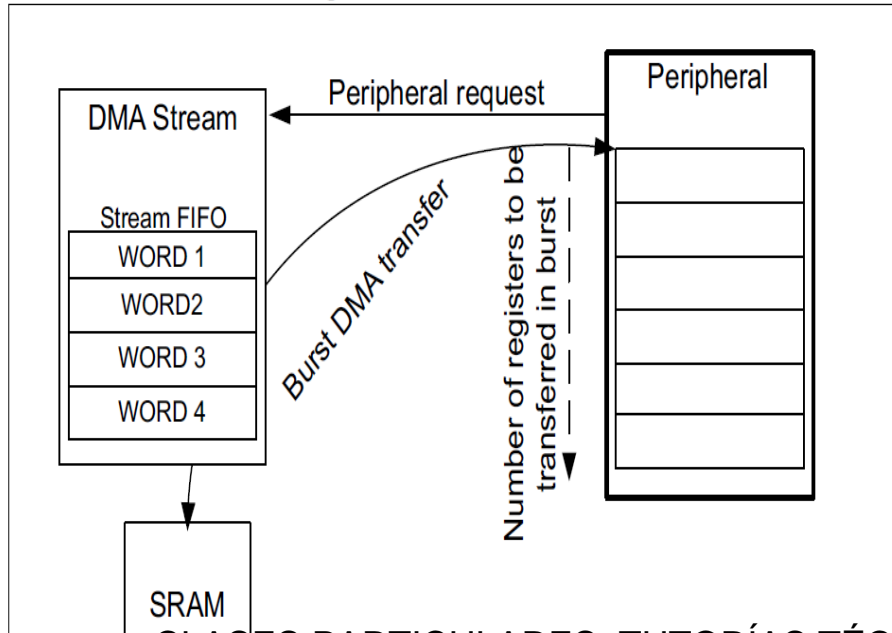 Peripheral
Peripheral request
DMA Stream
Stream FIFO
WORD 1
WORD2
WORD 3
WORD 4
Burst DMA transfer
Number of registers to be
transferred in burst
SRAM